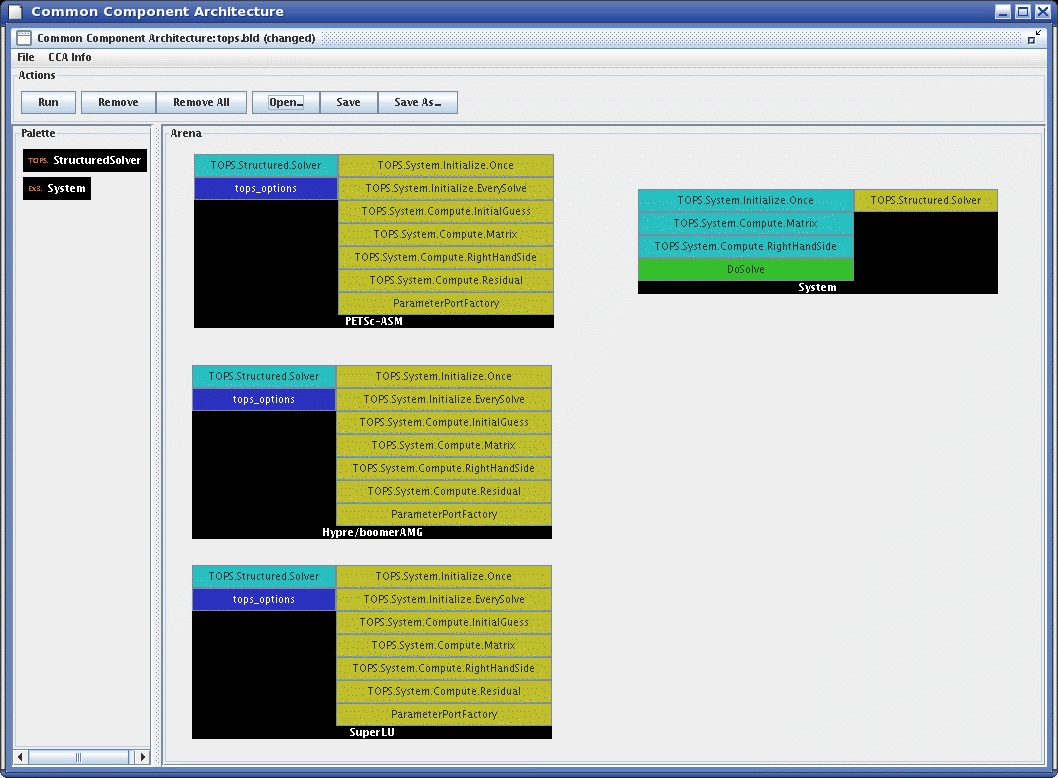 Common Component Architecture
Common Component Architecture:tops.bld (changed)
File CCA Info
Actions
Run Remove Remove All Open... Save Save As...
Palette
TOPS. StructuredSolver
Ex3. System
Arena
TOPS.Structured.Solver TOPS.System.Initialize.Once
tops_options TOPS.System.Initialize.EverySolve
TOPS.System.Compute.InitialGuess
TOPS.System.Compute.Matrix
TOPS.System.Compute.RightHandSide
TOPS.System.Compute.Residual
ParameterPortFactory
PETSc-ASM
TOPS.System.Initialize.Once TOPS.Structured.Solver
TOPS.System.Compute.Matrix
TOPS.System.Compute.RightHandSide
DoSolve
System
TOPS.Structured.Solver TOPS.System.Initialize.Once
tops_options TOPS.System.Initialize.EverySolve
TOPS.System.Compute.InitialGuess
TOPS.System.Compute.Matrix
TOPS.System.Compute.RightHandSide
TOPS.System.Compute.Residual
ParameterPortFactory
Hypre/boomerAMG
TOPS.Structured.Solver TOPS.System.Initialize.Once
tops_options TOPS.System.Initialize.EverySolve
TOPS.System.Compute.InitialGuess
TOPS.System.Compute.Matrix
TOPS.System.Compute.RightHandSide
TOPS.System.Compute.Residual
ParameterPortFactory
SuperLU